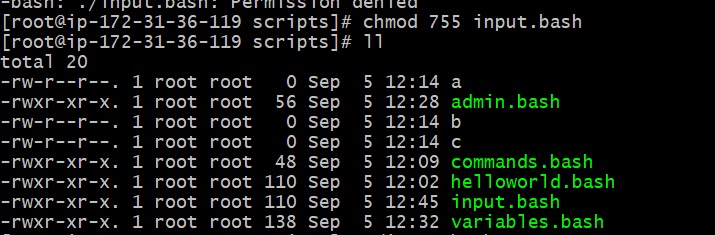 -bash: ./input.bash: Permission denied
[root@ip-172-31-36-119 scripts]# chmod 755 input.bash
[root@ip-172-31-36-119 scripts]# ll
total 20
-rw-r--r--. 1 root root   0 Sep  5 12:14 a
-rwxr-xr-x. 1 root root  56 Sep  5 12:28 admin.bash
-rw-r--r--. 1 root root   0 Sep  5 12:14 b
-rw-r--r--. 1 root root   0 Sep  5 12:14 c
-rwxr-xr-x. 1 root root  48 Sep  5 12:09 commands.bash
-rwxr-xr-x. 1 root root 110 Sep  5 12:02 helloworld.bash
-rwxr-xr-x. 1 root root 110 Sep  5 12:45 input.bash
-rwxr-xr-x. 1 root root 138 Sep  5 12:32 variables.bash